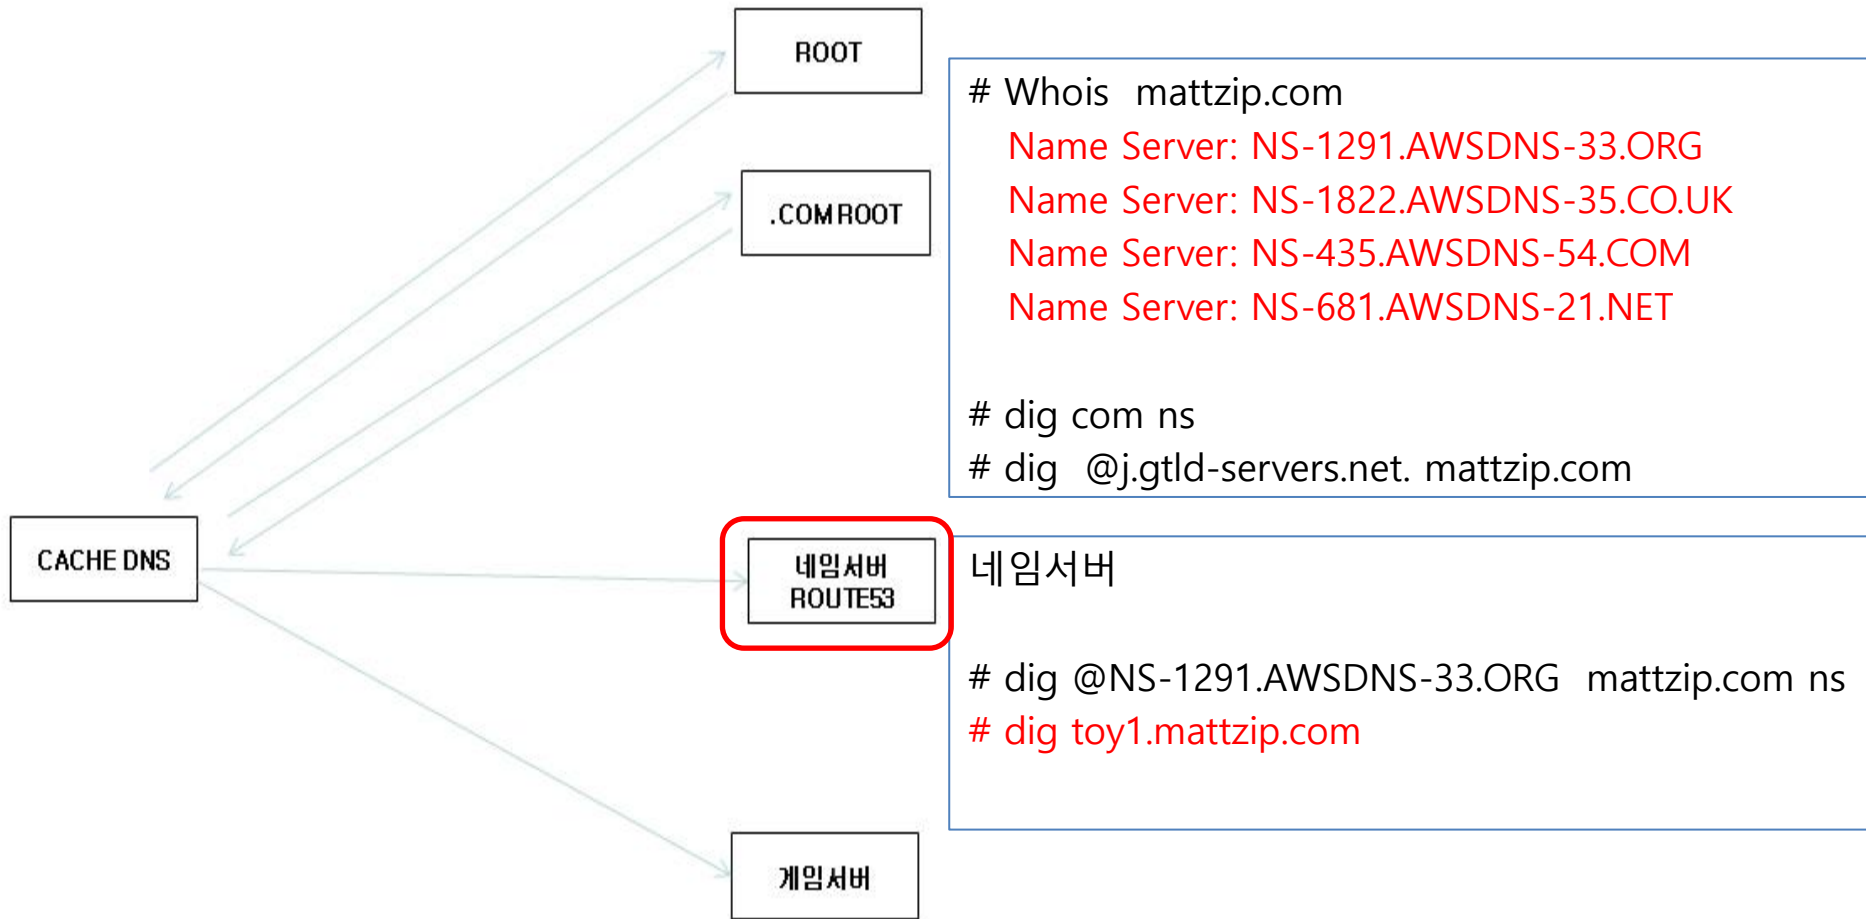 ROOT
# Whois  mattzip.com
Name Server: NS-1291.AWSDNS-33.ORG
Name Server: NS-1822.AWSDNS-35.CO.UK
Name Server: NS-435.AWSDNS-54.COM
Name Server: NS-681.AWSDNS-21.NET
.COM ROOT
# dig com ns
# dig  @j.gtld-servers.net. mattzip.com
CACHE DNS
네임서버
ROUTE53
네임서버
# dig @NS-1291.AWSDNS-33.ORG  mattzip.com ns
# dig toy1.mattzip.com
게임서버